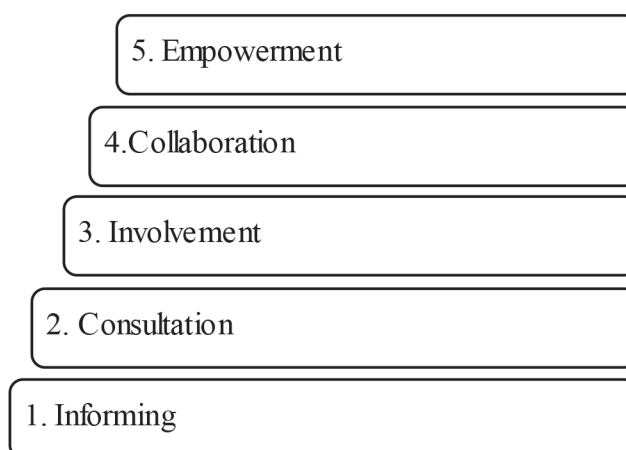 5. Empowerment
4.Collaboration
3. Involvement
2. Consultation
1. Informing